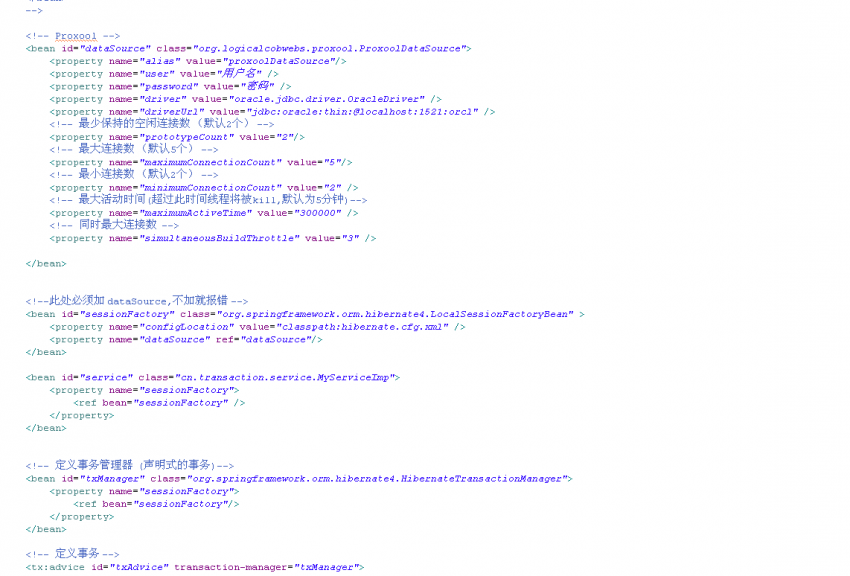 -->
<!-- Proxool -->
<bean id="dataSource" class="org.logicalcobwebs.proxool.ProxoolDataSource">
<property name="alias" value="proxoolDataSource"/>
<property name="user" value="用户名" />
<property name="password" value="密码" />
<property name="driver" value="oracle.jdbc.driver.OracleDriver" />
<property name="driverUrl" value="jdbc:oracle:thin:@localhost:1521:orcl" />
<!-- 最少保持的空闲连接数 (默认2个) -->
<property name="prototypeCount" value="2"/>
<!-- 最大连接数 (默认5个) -->
<property name="maximumConnectionCount" value="5"/>
<!-- 最小连接数 (默认2个) -->
<property name="minimumConnectionCount" value="2" />
<!-- 最大活动时间(超过此时间线程将被kill,默认为5分钟)-->
<property name="maximumActiveTime" value="300000" />
<!-- 同时最大连接数 -->
<property name="simultaneousBuildThrottle" value="3" />
</bean>
<!--此处必须加 dataSource,不加就报错 -->
<bean id="sessionFactory" class="org.springframework.orm.hibernate4.LocalSessionFactoryBean" >
<property name="configLocation" value="classpath:hibernate.cfg.xml" />
<property name="dataSource" ref="dataSource"/>
</bean>
<bean id="service" class="cn.transaction.service.MyServiceImp">
<property name="sessionFactory">
<ref bean="sessionFactory" />
</property>
</bean>
<!-- 定义事务管理器 (声明式的事务)-->
<bean id="txManager" class="org.springframework.orm.hibernate4.HibernateTransactionManager">
<property name="sessionFactory">
<ref bean="sessionFactory"/>
</property>
</bean>
<!-- 定义事务 -->
<tx:advice id="txAdvice" transaction-manager="txManager">